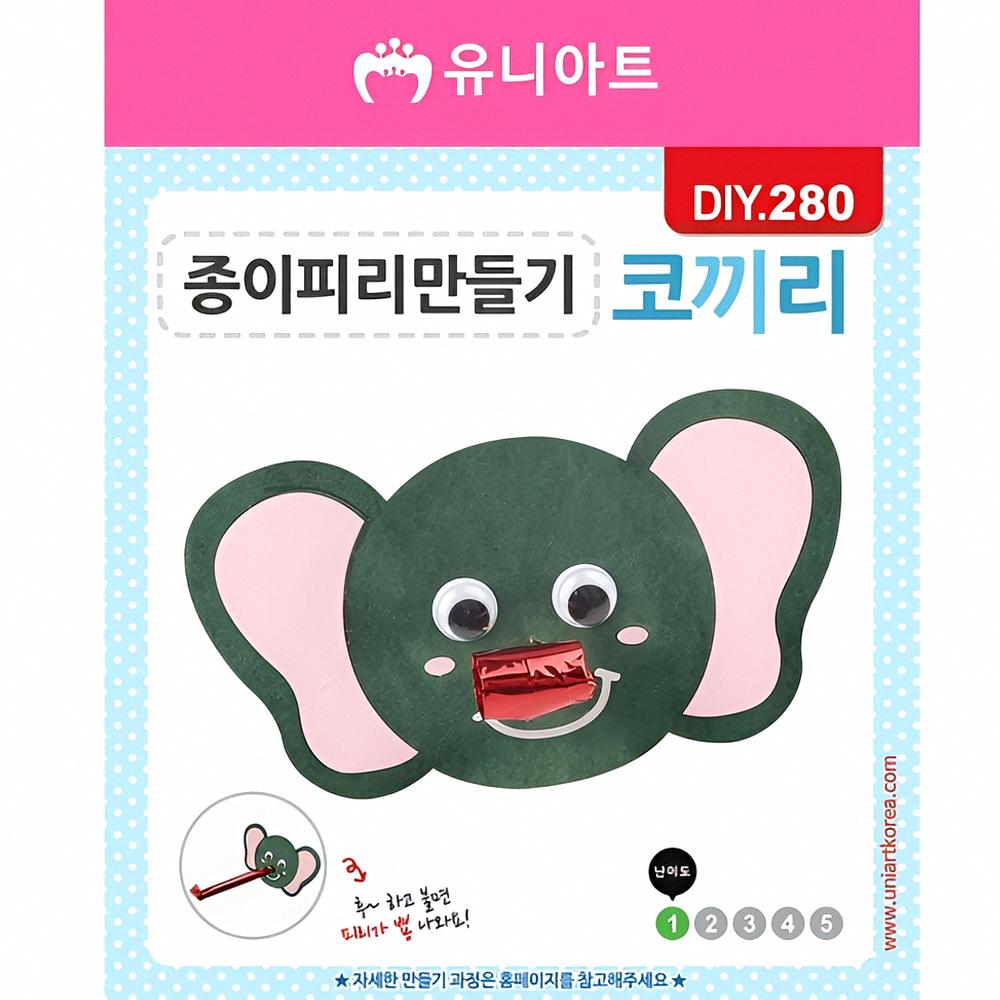 유니아트
DIY.280
종이피리만들기 코끼리
후~ 하고 불면
피리가 뿅 나와요!
난이도
1 2 3 4 5
www.uniartkorea.com
★ 자세한 만들기 과정은 홈페이지를 참고해주세요 ★